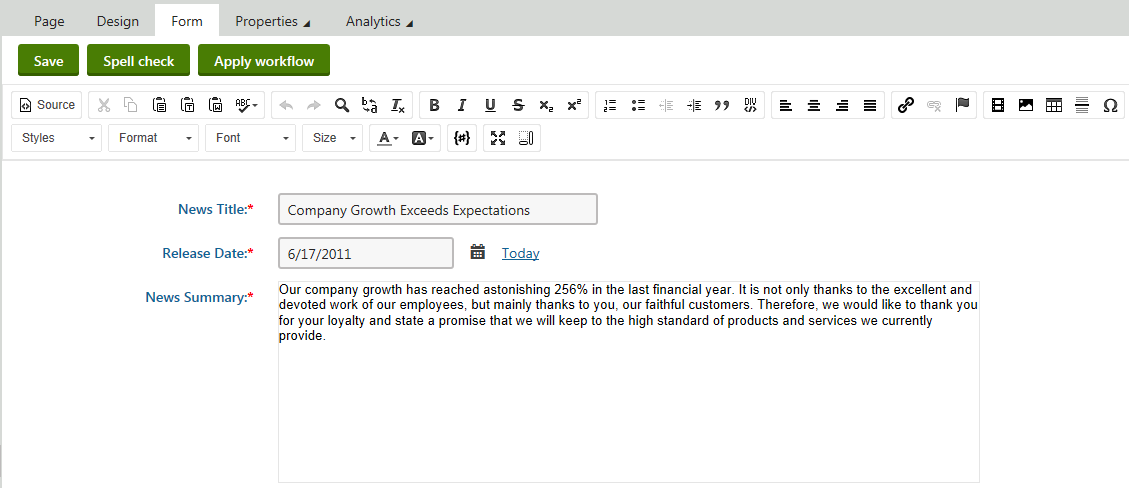 Page Design Form Properties Analytics
Save Spell check Apply workflow
Source ABC B I U S x₂ x² DIV Ω
Styles Format Font Size A A {#}
News Title:* Company Growth Exceeds Expectations
Release Date:* 6/17/2011 Today
News Summary:* Our company growth has reached astonishing 256% in the last financial year. It is not only thanks to the excellent and
devoted work of our employees, but mainly thanks to you, our faithful customers. Therefore, we would like to thank you
for your loyalty and state a promise that we will keep to the high standard of products and services we currently
provide.